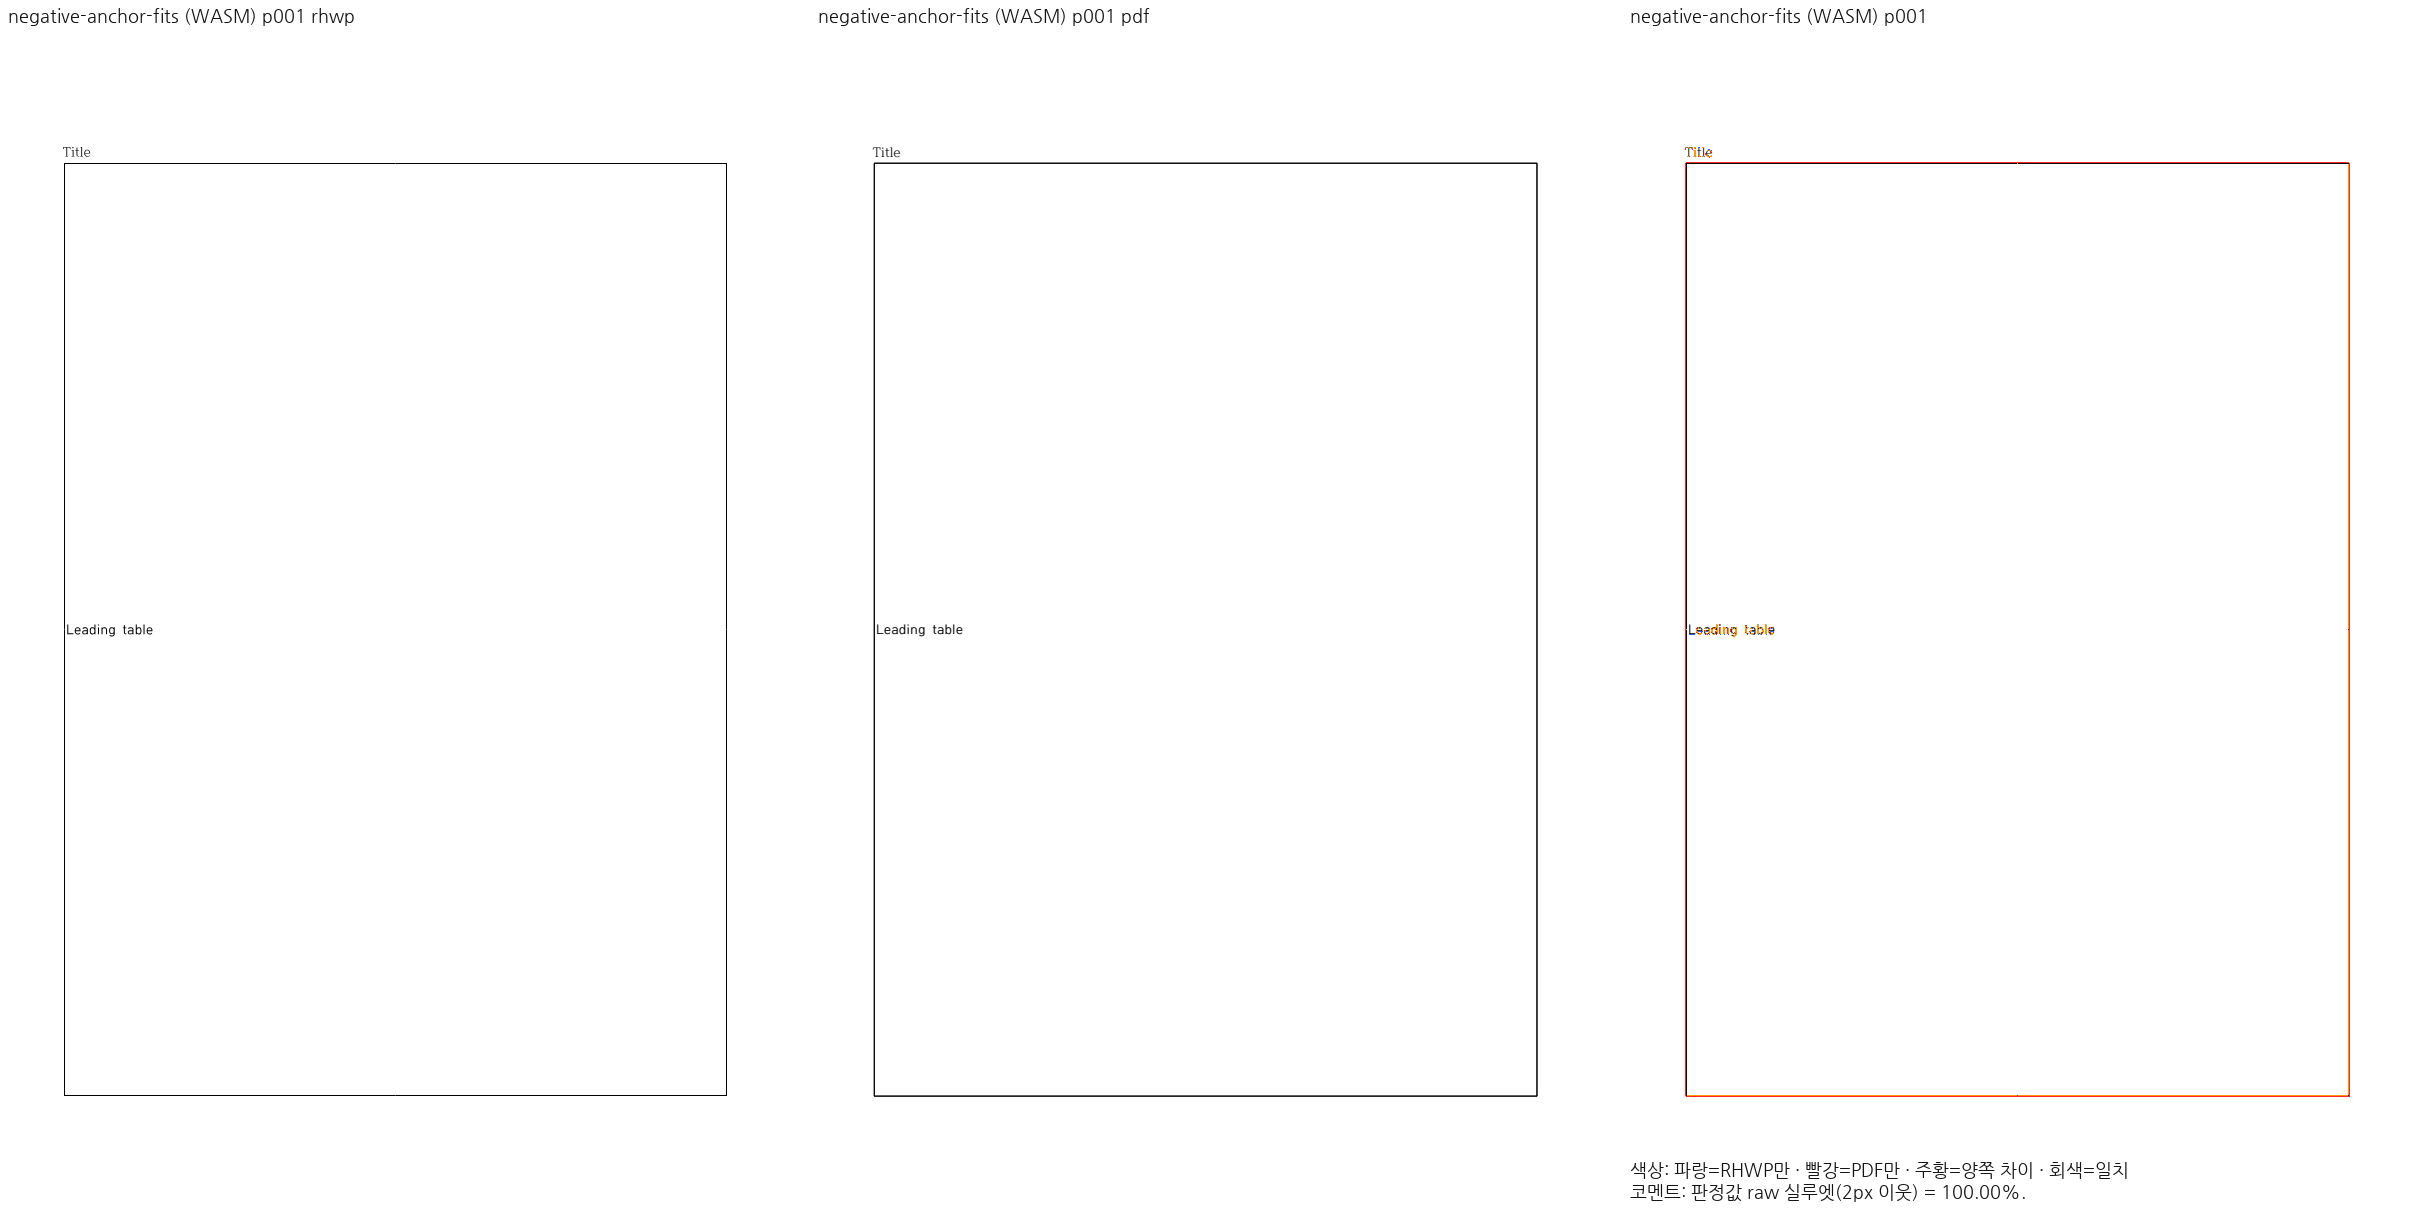 negative-anchor-fits (WASM) p001 rhwp
Title
Leading table
negative-anchor-fits (WASM) p001 pdf
Title
Leading table
negative-anchor-fits (WASM) p001
Title
Leading table
색상: 파랑=RHWP만 · 빨강=PDF만 · 주황=양쪽 차이 · 회색=일치
코멘트: 판정값 raw 실루엣(2px 이웃) = 100.00%.